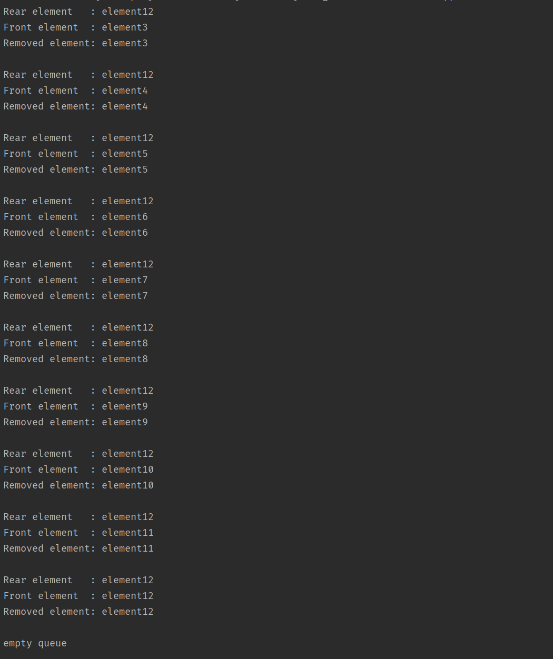 Rear element   : element12
Front element  : element3
Removed element: element3

Rear element   : element12
Front element  : element4
Removed element: element4

Rear element   : element12
Front element  : element5
Removed element: element5

Rear element   : element12
Front element  : element6
Removed element: element6

Rear element   : element12
Front element  : element7
Removed element: element7

Rear element   : element12
Front element  : element8
Removed element: element8

Rear element   : element12
Front element  : element9
Removed element: element9

Rear element   : element12
Front element  : element10
Removed element: element10

Rear element   : element12
Front element  : element11
Removed element: element11

Rear element   : element12
Front element  : element12
Removed element: element12

empty queue